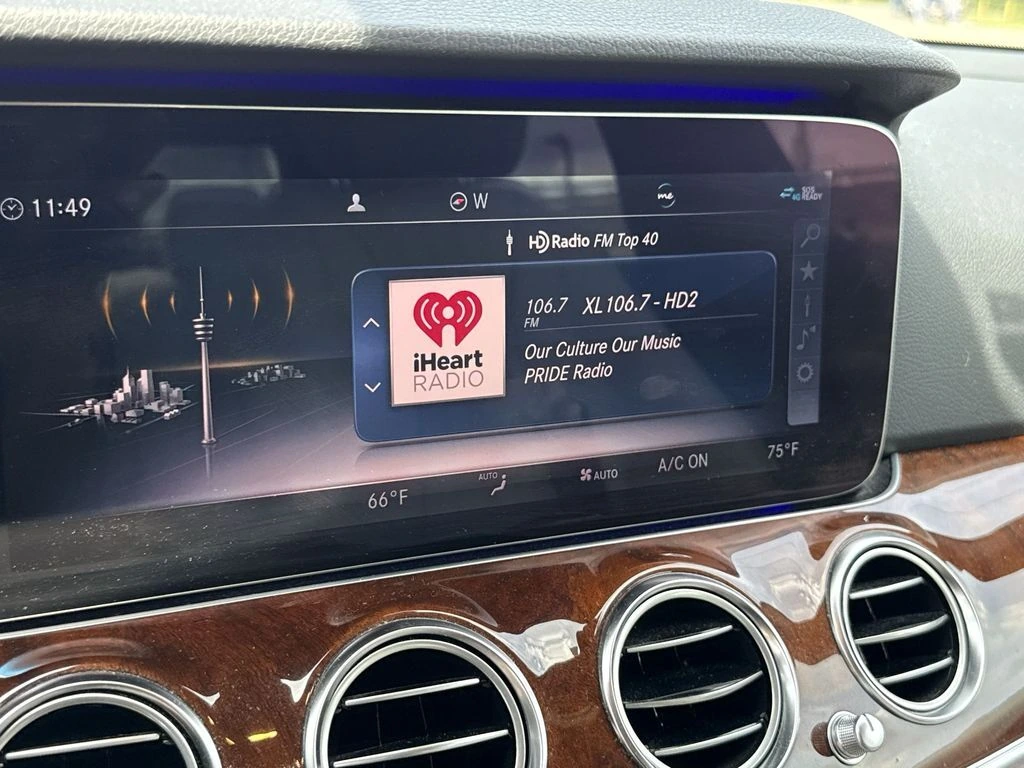 11:49
W
me
4G SOS READY
HD Radio FM Top 40
iHeart
RADIO
106.7 XL106.7 - HD2
FM
Our Culture Our Music
PRIDE Radio
66°F
AUTO
AUTO
A/C ON
75°F